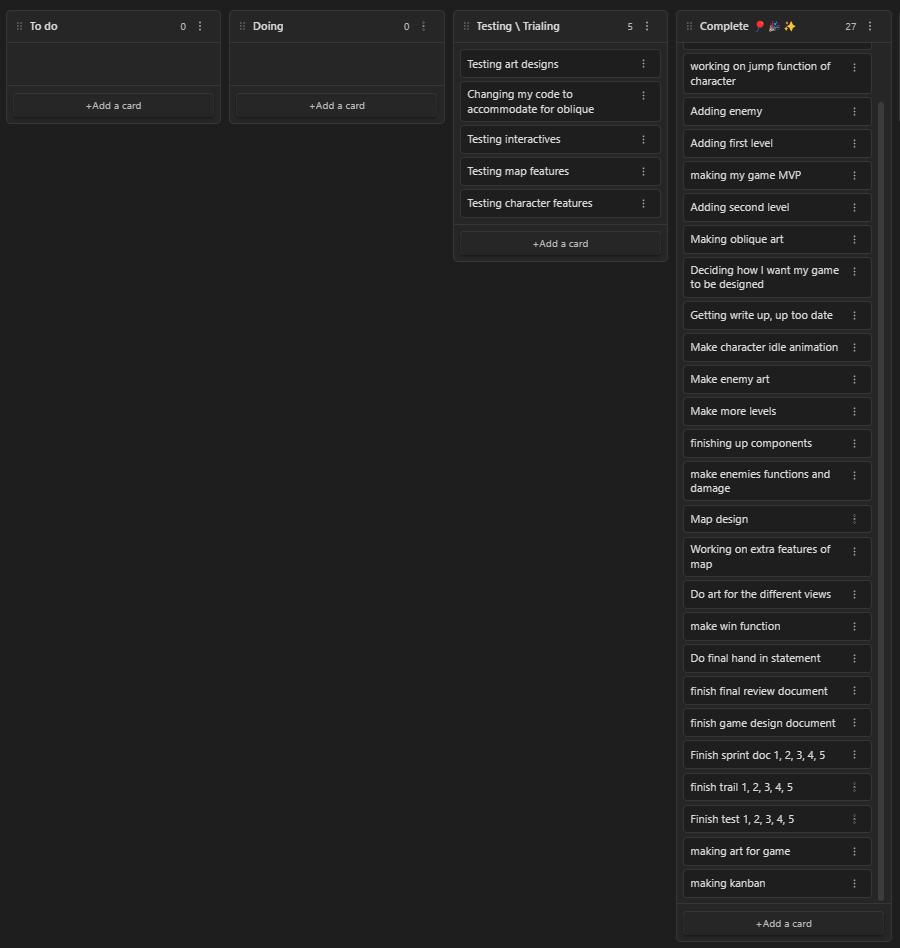 To do 0
+Add a card
Doing 0
+Add a card
Testing \ Trialing 5
Testing art designs
Changing my code to
accommodate for oblique
Testing interactives
Testing map features
Testing character features
+Add a card
Complete 🎈 🎉 ✨ 27
working on jump function of
character
Adding enemy
Adding first level
making my game MVP
Adding second level
Making oblique art
Deciding how I want my game
to be designed
Getting write up, up too date
Make character idle animation
Make enemy art
Make more levels
finishing up components
make enemies functions and
damage
Map design
Working on extra features of
map
Do art for the different views
make win function
Do final hand in statement
finish final review document
finish game design document
Finish sprint doc 1, 2, 3, 4, 5
finish trail 1, 2, 3, 4, 5
Finish test 1, 2, 3, 4, 5
making art for game
making kanban
+Add a card